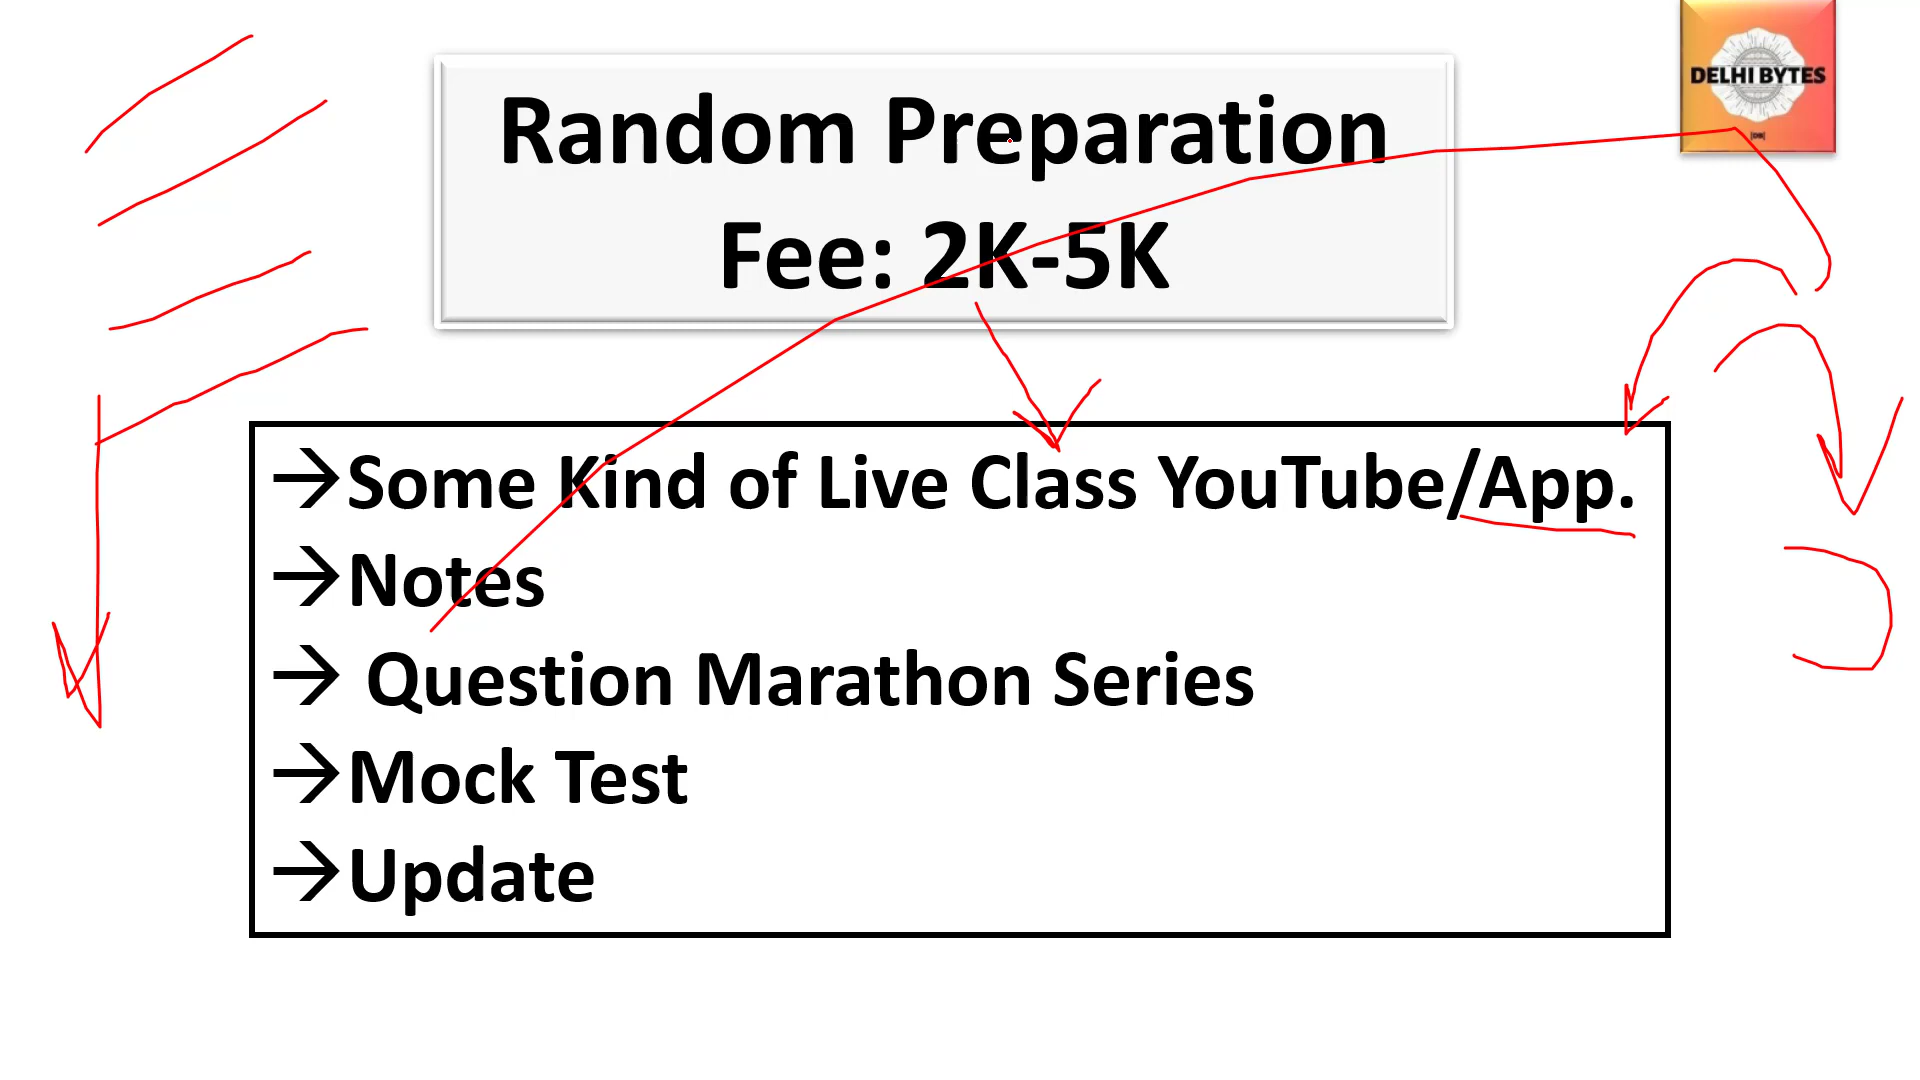 DELHI BYTES
[DB]
Random Preparation
Fee: 2K-5K
→Some Kind of Live Class YouTube/App.
→Notes
→ Question Marathon Series
→Mock Test
→Update